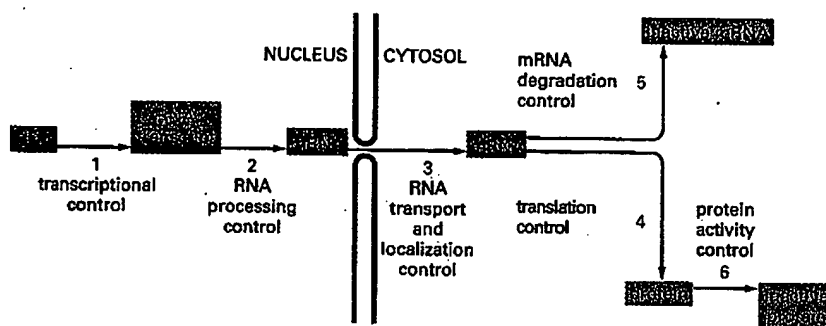 NUCLEUS
CYTOSOL
1
transcriptional
control
2
RNA
processing
control
3
RNA
transport
and
localization
control
mRNA
degradation
control
5
translation
control
4
protein
activity
control
6